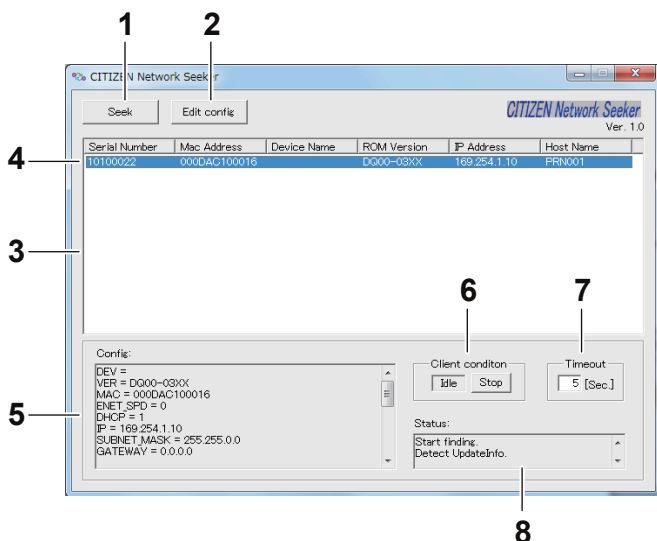 1 2
CITIZEN Network Seeker
Seek Edit config CITIZEN Network Seeker
Ver. 1.0
Serial Number Mac Address Device Name ROM Version IP Address Host Name
4 10100022 000DAC100016 DQ00-03XX 169.254.1.10 PRN001
3
6 7
Config: Client conditon Timeout
DEV =
VER = DQ00-03XX Idle Stop 5 [Sec.]
MAC = 000DAC100016
ENET_SPD = 0
5 DHCP = 1
IP = 169.254.1.10 Status:
SUBNET_MASK = 255.255.0.0 Start finding.
GATEWAY = 0.0.0.0 Detect UpdateInfo.
8